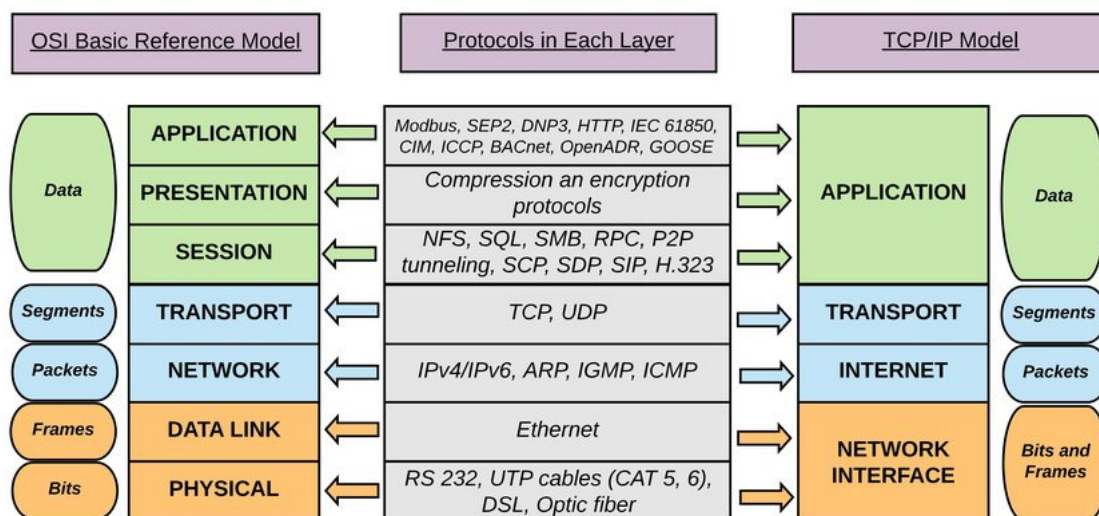 OSI Basic Reference Model
Protocols in Each Layer
TCP/IP Model
Data
APPLICATION
Modbus, SEP2, DNP3, HTTP, IEC 61850,
CIM, ICCP, BACnet, OpenADR, GOOSE
APPLICATION
Data
PRESENTATION
Compression an encryption
protocols
SESSION
NFS, SQL, SMB, RPC, P2P
tunneling, SCP, SDP, SIP, H.323
Segments
TRANSPORT
TCP, UDP
TRANSPORT
Segments
Packets
NETWORK
IPv4/IPv6, ARP, IGMP, ICMP
INTERNET
Packets
Frames
DATA LINK
Ethernet
NETWORK
INTERFACE
Bits and
Frames
Bits
PHYSICAL
RS 232, UTP cables (CAT 5, 6),
DSL, Optic fiber